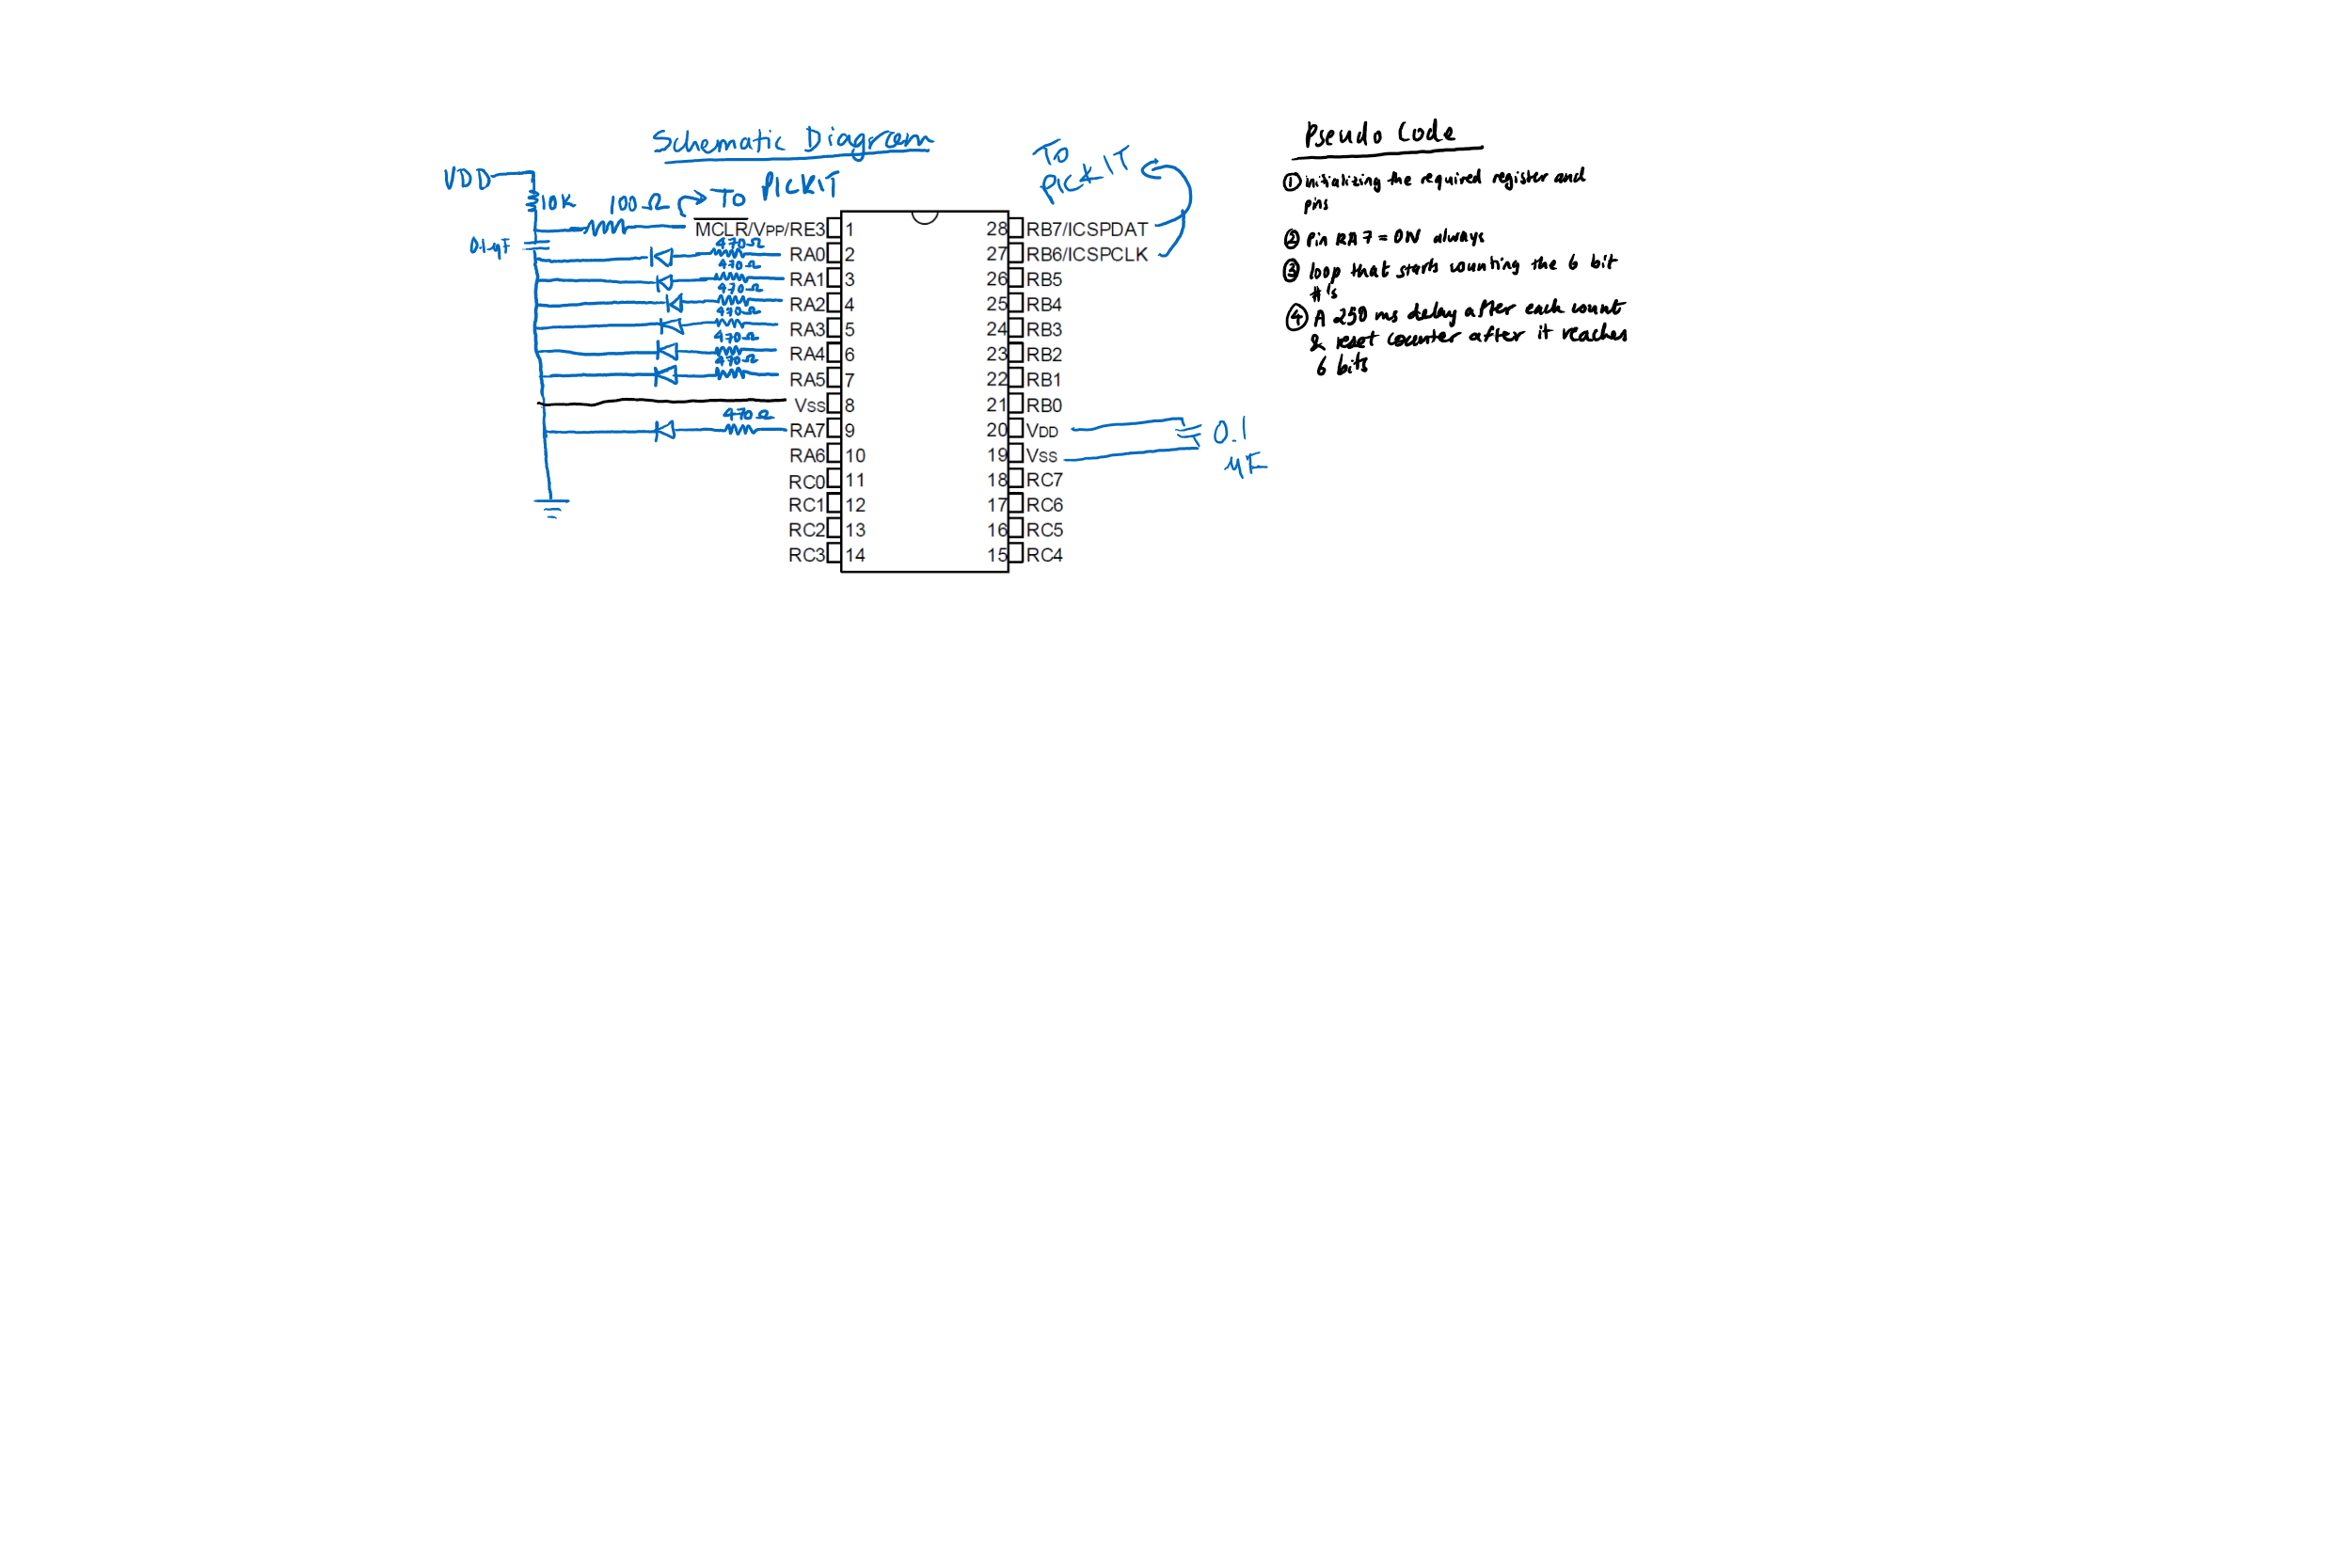 Schematic Diagram
VDD
10K
100Ω
TO PICKIT
0.1μF
MCLR/VPP/RE3 1
470Ω
RA0 2
470Ω
RA1 3
470Ω
RA2 4
470Ω
RA3 5
470Ω
RA4 6
470Ω
RA5 7
Vss 8
470Ω
RA7 9
RA6 10
RC0 11
RC1 12
RC2 13
RC3 14
TO
PICKIT
28 RB7/ICSPDAT
27 RB6/ICSPCLK
26 RB5
25 RB4
24 RB3
23 RB2
22 RB1
21 RB0
20 VDD
19 Vss
0.1
μF
18 RC7
17 RC6
16 RC5
15 RC4
Pseudo Code
① initializing the required register and
pins
② Pin RA7 = ON always
③ loop that starts counting the 6 bit
#'s
④ A 250 ms delay after each count
& reset counter after it reaches
6 bits